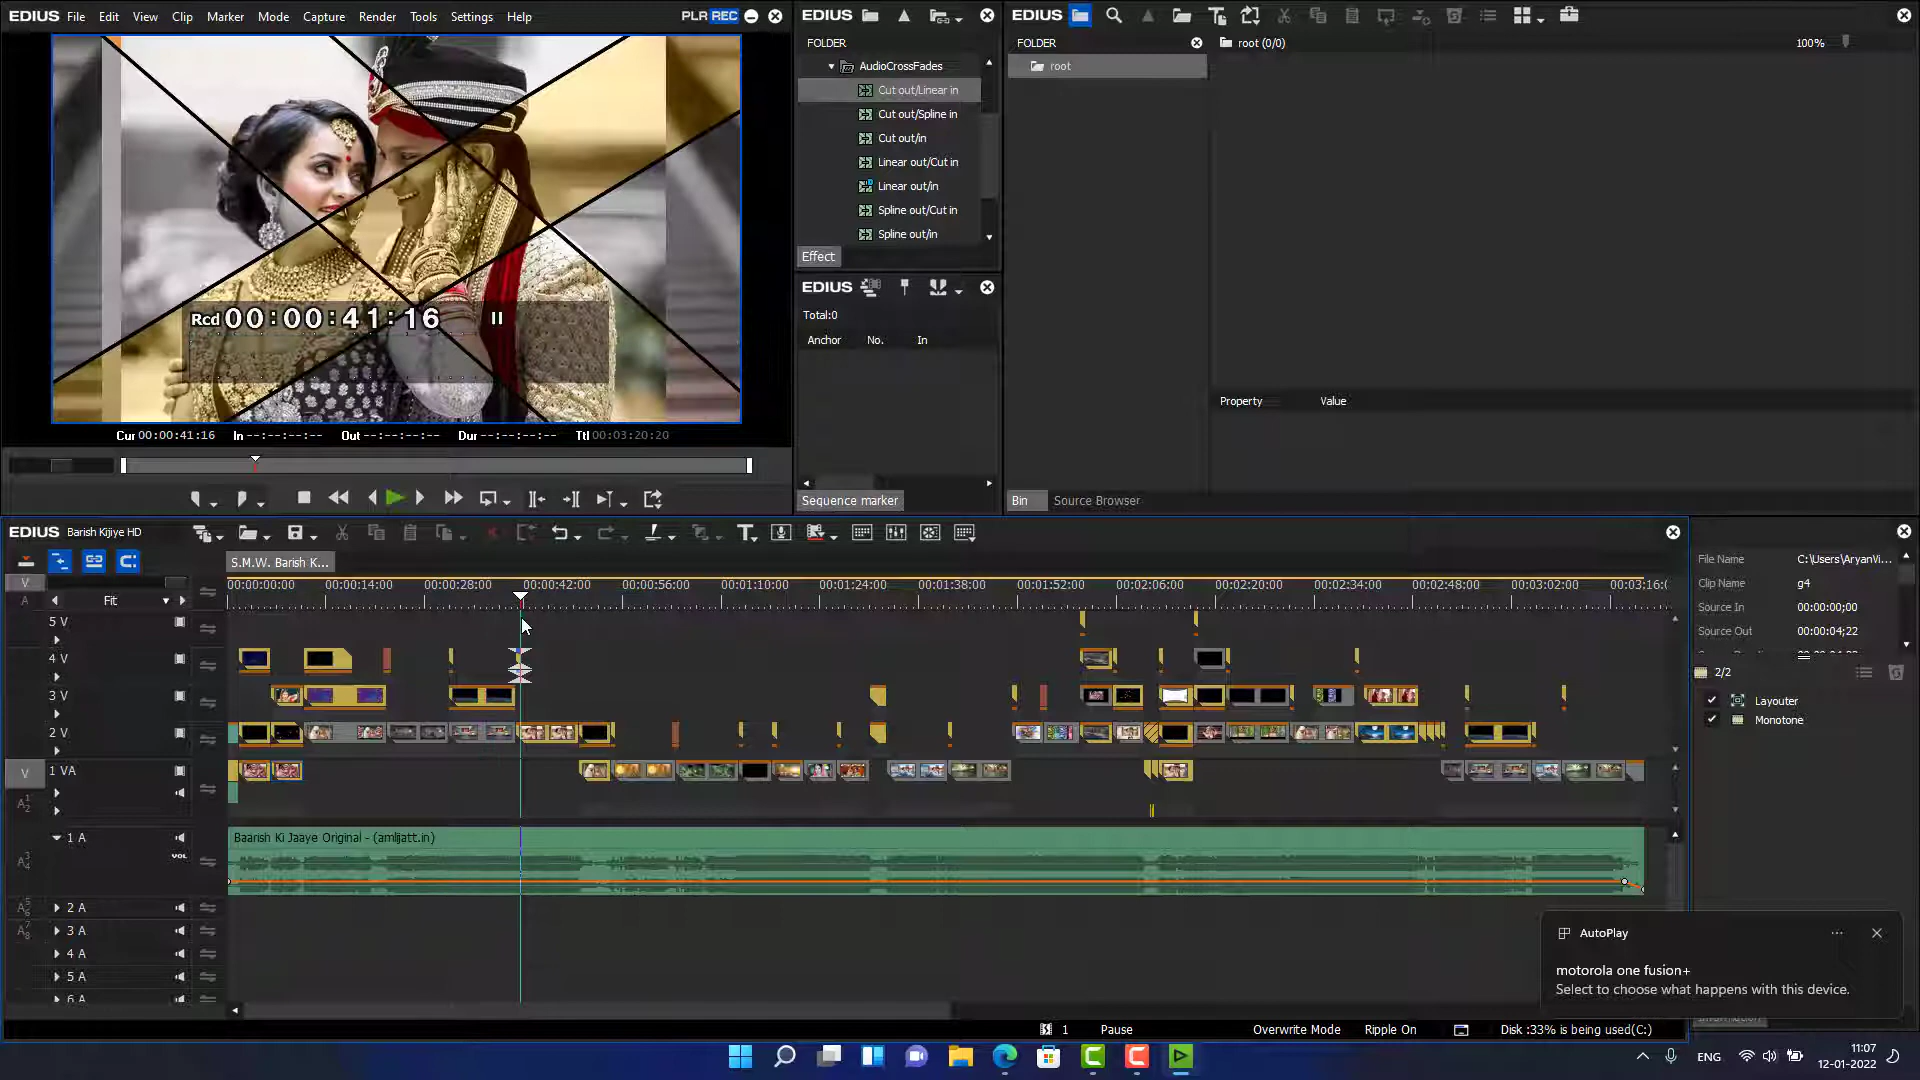 EDIUS File Edit View Clip Marker Mode Capture Render Tools Settings Help PLR REC
EDIUS
FOLDER
AudioCrossFades
Cut out/Linear in
Cut out/Spline in
Cut out/in
Linear out/Cut in
Linear out/in
Spline out/Cut in
Spline out/in
Effect
EDIUS
FOLDER
root (0/0)
100%
root
Rcd 00:00:41:16
Cur 00:00:41:16 In --:--:--:-- Out --:--:--:-- Dur --:--:--:-- Ttl 00:03:20:20
EDIUS
Total:0
Anchor No. In
Sequence marker
Property Value
Bin Source Browser
EDIUS Barish Kijiye HD
S.M.W. Barish K...
V
A
Fit
00:00:00:00 00:00:14:00 00:00:28:00 00:00:42:00 00:00:56:00 00:01:10:00 00:01:24:00 00:01:38:00 00:01:52:00 00:02:06:00 00:02:20:00 00:02:34:00 00:02:48:00 00:03:02:00 00:03:16:0
5 V
4 V
3 V
2 V
V
1 VA
A1 2
1 A
VOL
A3 4
Baarish Ki Jaaye Original - (amlijatt.in)
2 A
3 A
4 A
5 A
6 A
A5 6
A7 8
File Name C:\Users\AryanVi...
Clip Name g4
Source In 00:00:00;00
Source Out 00:00:04;22
2/2
Layouter
Monotone
AutoPlay
motorola one fusion+
Select to choose what happens with this device.
1 Pause Overwrite Mode Ripple On Disk :33% is being used(C:)
ENG
11:07
12-01-2022